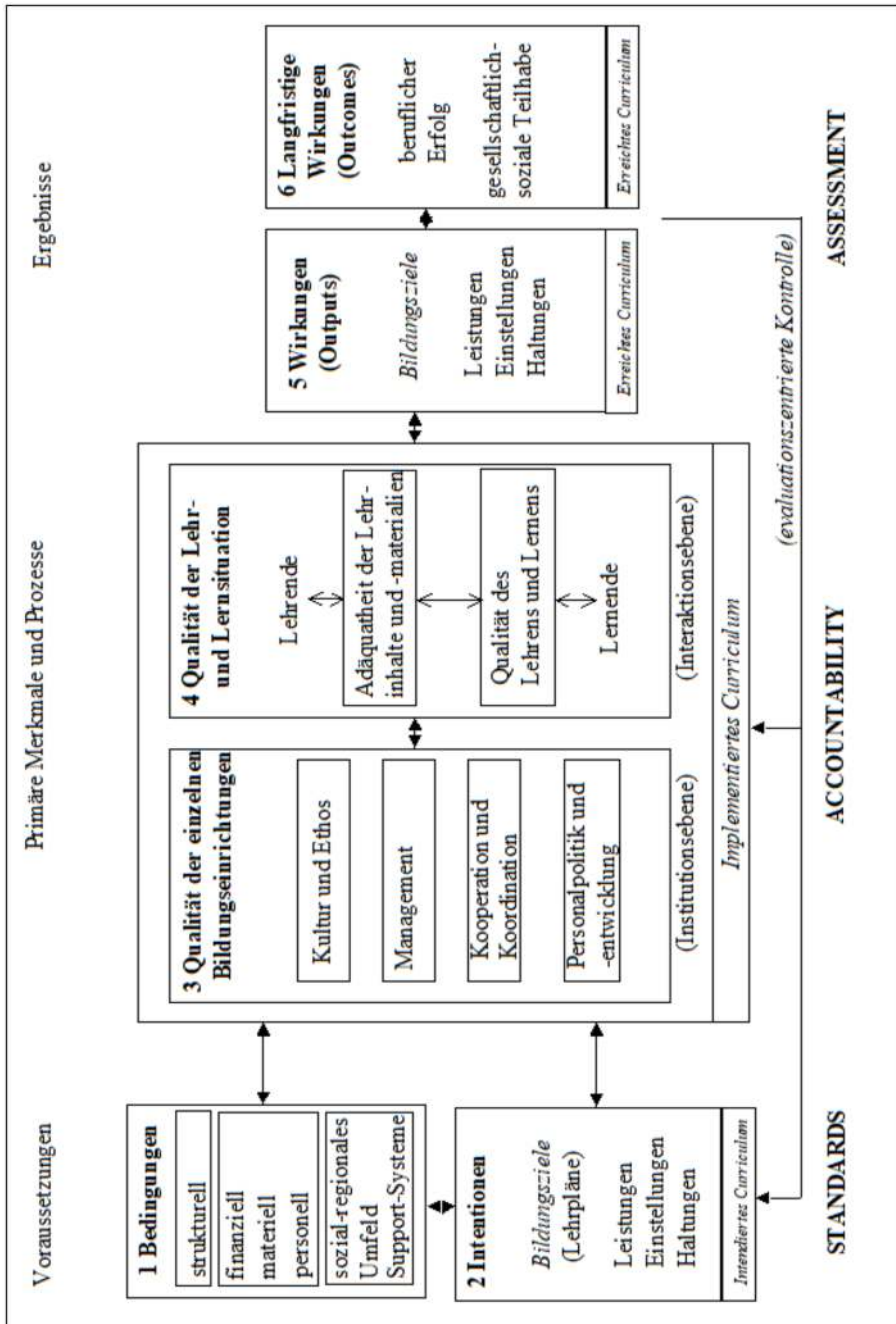 Voraussetzungen
Primäre Merkmale und Prozesse
Ergebnisse
1 Bedingungen
strukturell
finanziell
materiell
personell
sozial-regionales
Umfeld
Support-Systeme
2 Intentionen
Bildungsziele
(Lehrpläne)
Leistungen
Einstellungen
Haltungen
Intendiertes Curriculum
3 Qualität der einzelnen
Bildungseinrichtungen
Kultur und Ethos
Management
Kooperation und
Koordination
Personalpolitik und
-entwicklung
(Institutionsebene)
4 Qualität der Lehr-
und Lernsituation
Lehrende
Adäquatheit der Lehr-
inhalte und -materialien
Qualität des
Lehrens und Lernens
Lernende
(Interaktionsebene)
Implementiertes Curriculum
5 Wirkungen
(Outputs)
Bildungsziele
Leistungen
Einstellungen
Haltungen
Erreichtes Curriculum
6 Langfristige
Wirkungen
(Outcomes)
beruflicher
Erfolg
gesellschaftlich-
soziale Teilhabe
Erreichtes Curriculum
(evaluationszentrierte Kontrolle)
STANDARDS
ACCOUNTABILITY
ASSESSMENT